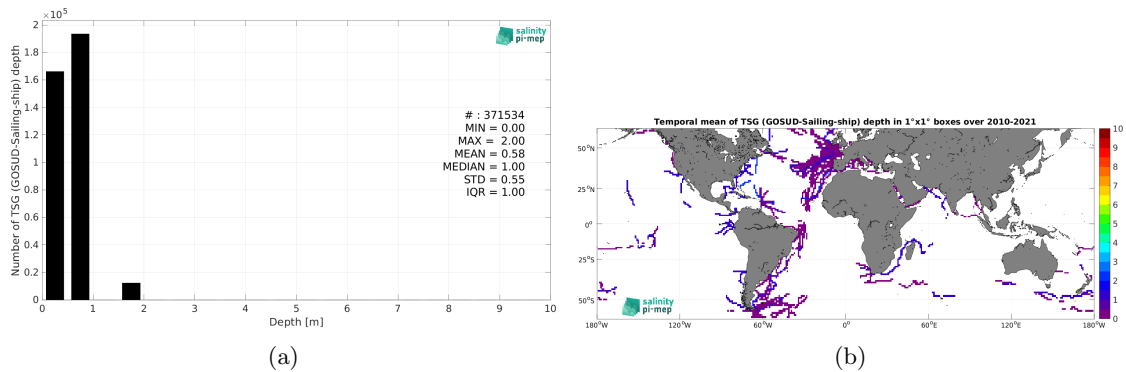 ×10⁵
2
1.8
1.6
1.4
1.2
1
0.8
0.6
0.4
0.2
0
Number of TSG (GOSUD-Sailing-ship) depth
salinity
pi-mep
# : 371534
MIN = 0.00
MAX = 2.00
MEAN = 0.58
MEDIAN = 1.00
STD = 0.55
IQR = 1.00
0 1 2 3 4 5 6 7 8 9 10
Depth [m]
(a)
Temporal mean of TSG (GOSUD-Sailing-ship) depth in 1°x1° boxes over 2010-2021
50°N
25°N
0°
25°S
50°S
salinity
pi-mep
180°W 120°W 60°W 0° 60°E 120°E 180°W
10
9
8
7
6
5
4
3
2
1
0
(b)